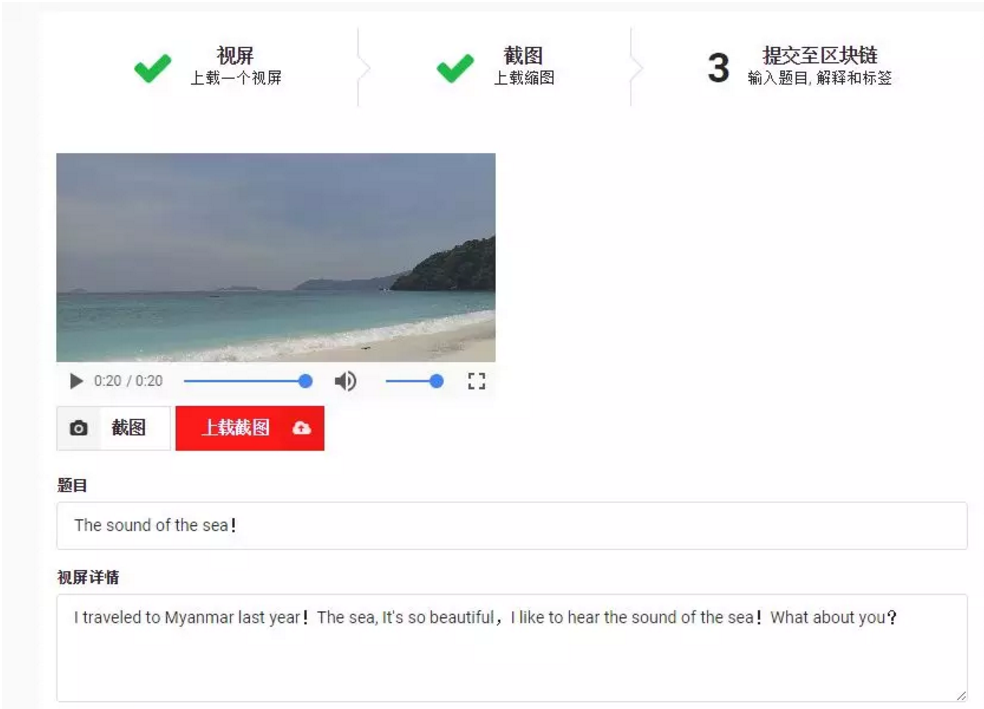 视屏
上载一个视屏
截图
上载缩图
3
提交至区块链
输入题目, 解释和标签
0:20 / 0:20
截图
上载截图
题目
The sound of the sea！
视屏详情
I traveled to Myanmar last year！The sea, It's so beautiful，I like to hear the sound of the sea！What about you？